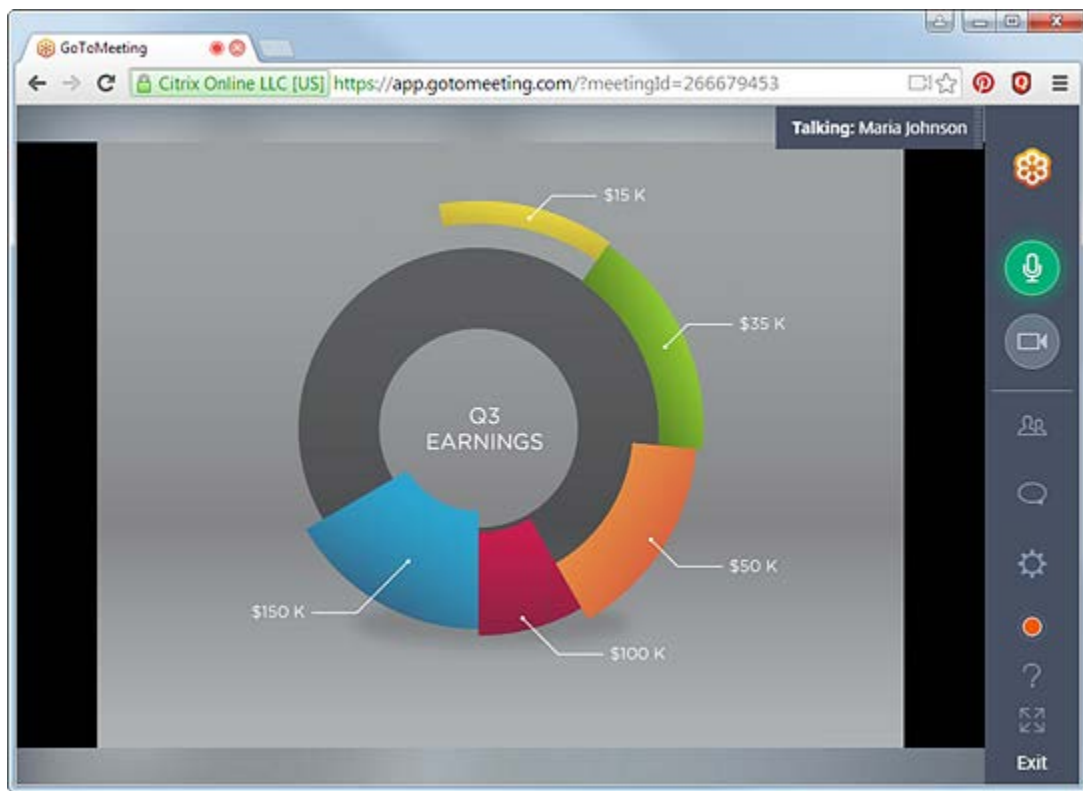 GoToMeeting
Citrix Online LLC [US] https://app.gotomeeting.com/?meetingId=266679453
Talking: Maria Johnson
$15 K
$35 K
Q3
EARNINGS
$50 K
$150 K
$100 K
?
Exit